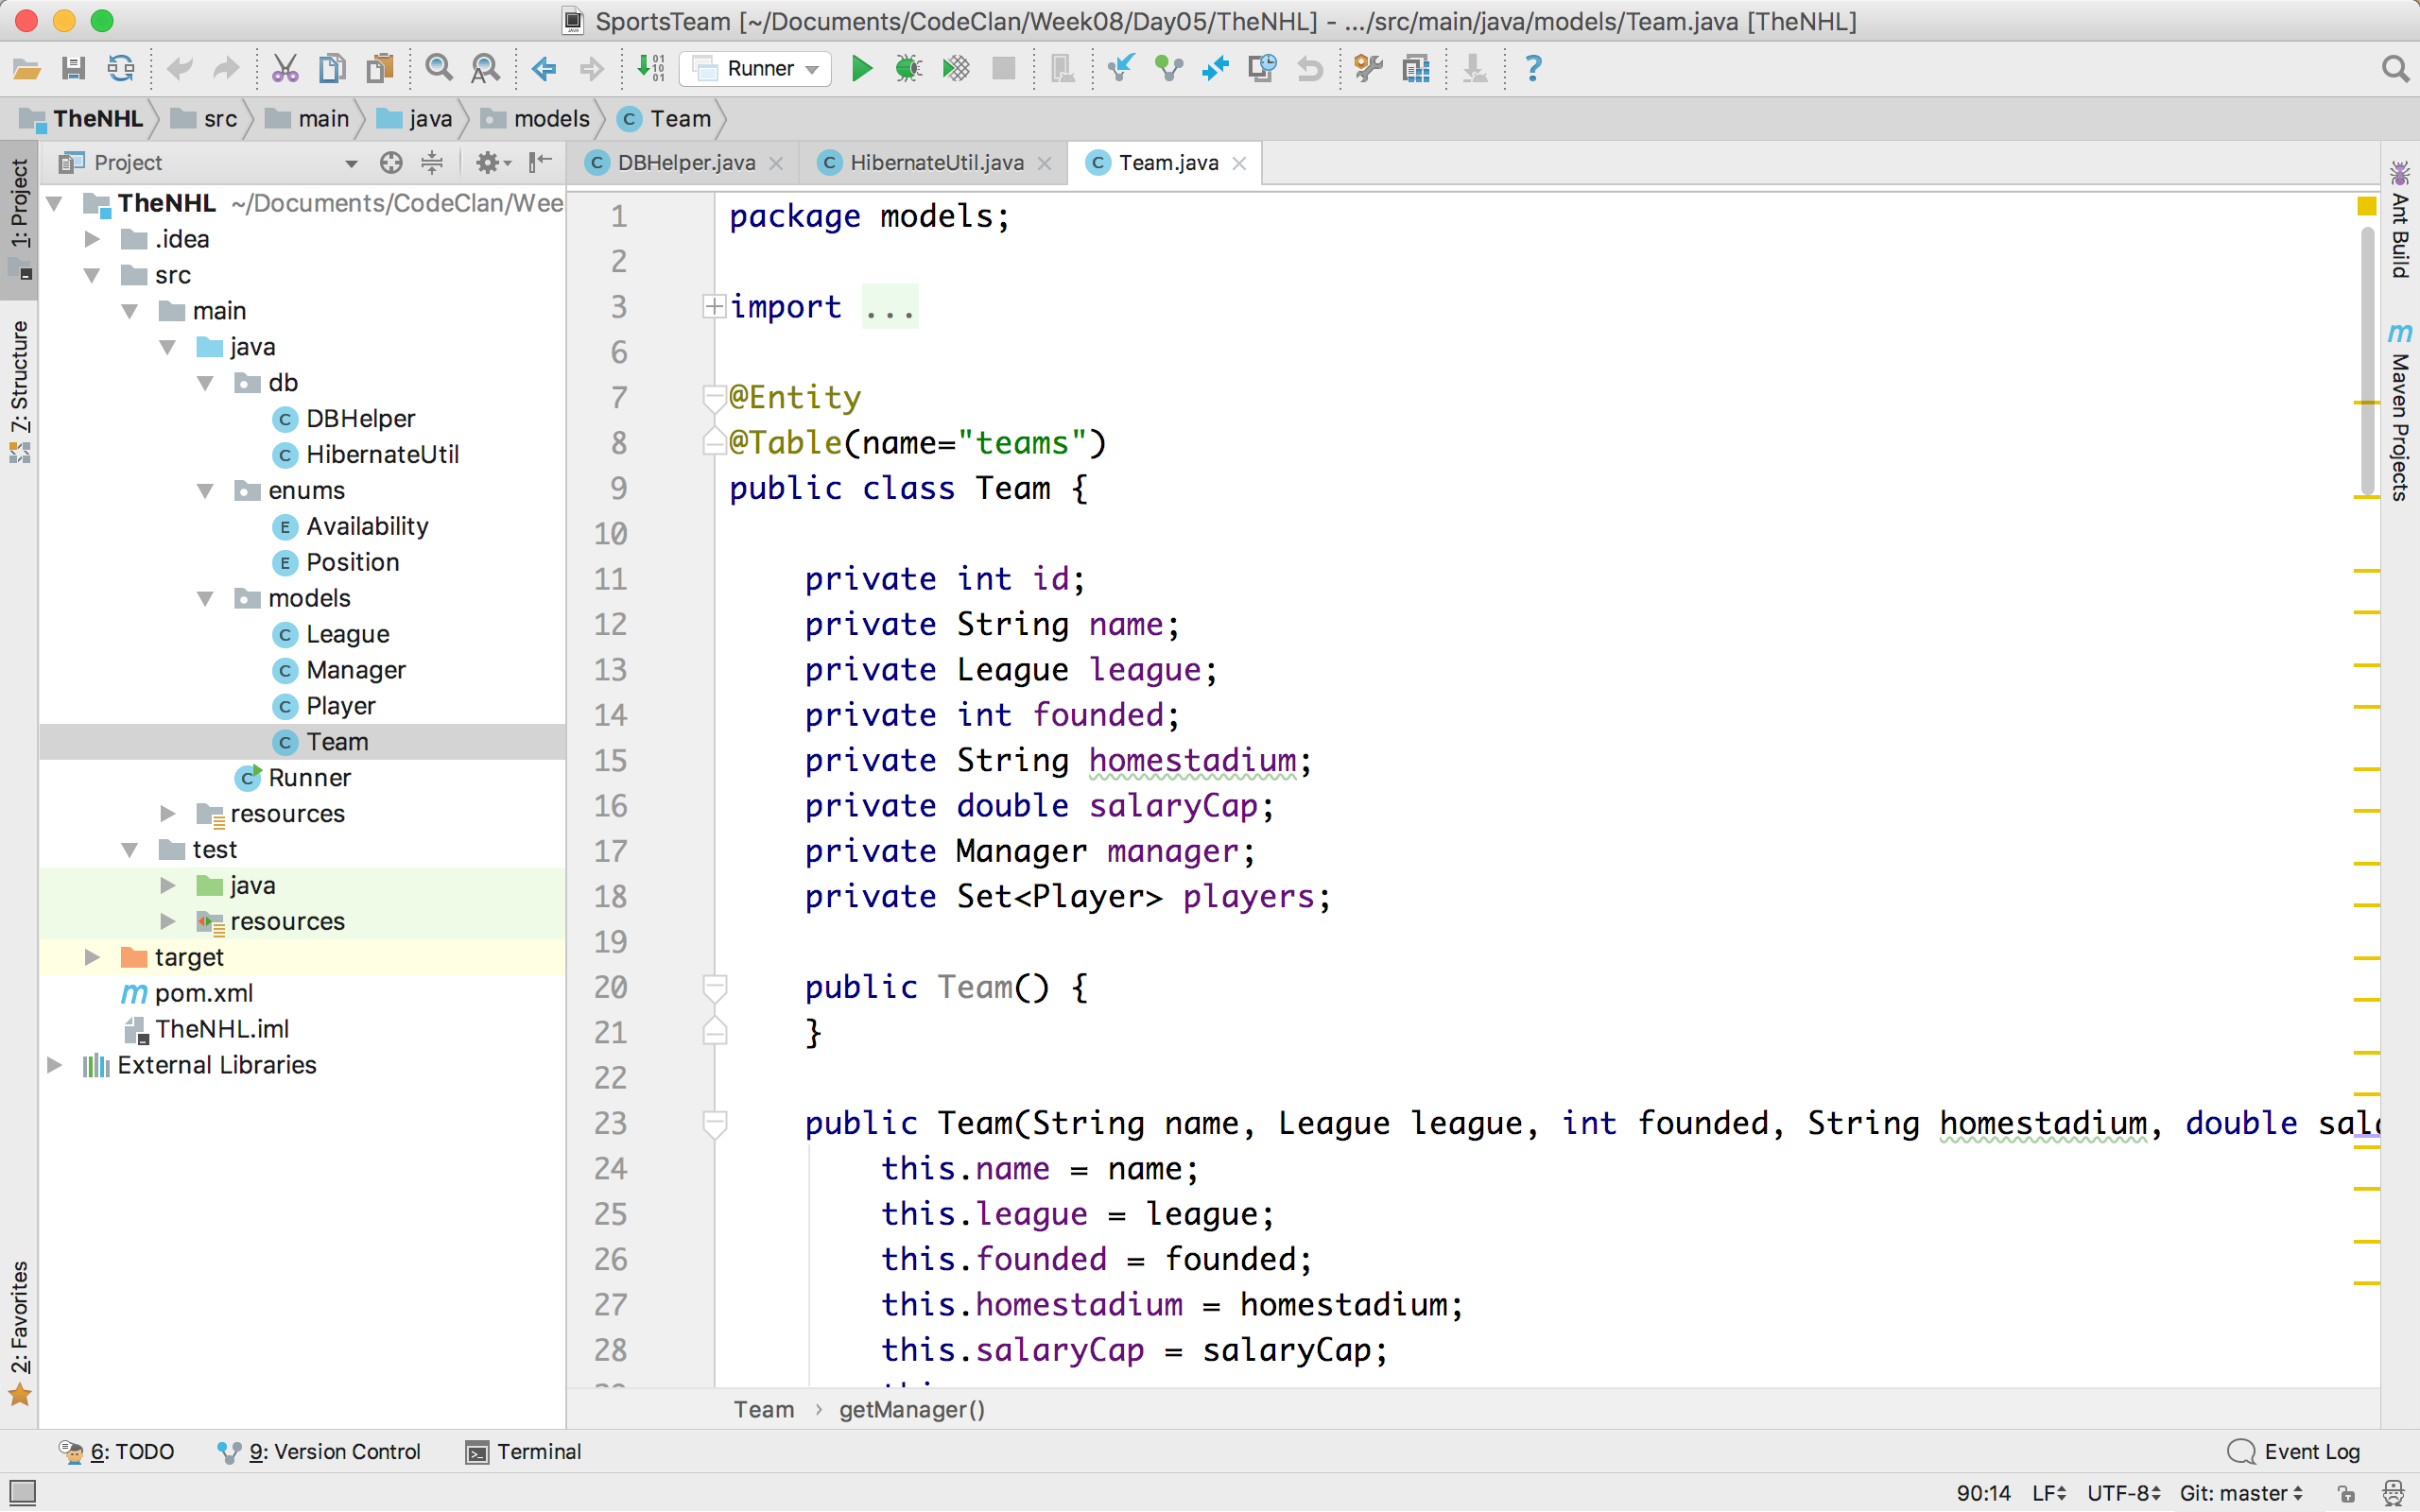 SportsTeam [~/Documents/CodeClan/Week08/Day05/TheNHL] - .../src/main/java/models/Team.java [TheNHL]
Runner
TheNHL src main java models Team
1: Project
7: Structure
2: Favorites
Project
TheNHL ~/Documents/CodeClan/Wee
.idea
src
main
java
db
DBHelper
HibernateUtil
enums
Availability
Position
models
League
Manager
Player
Team
Runner
resources
test
java
resources
target
pom.xml
TheNHL.iml
External Libraries
DBHelper.java HibernateUtil.java Team.java
1 package models;
2
3 import ...
6
7 @Entity
8 @Table(name="teams")
9 public class Team {
10
11 private int id;
12 private String name;
13 private League league;
14 private int founded;
15 private String homestadium;
16 private double salaryCap;
17 private Manager manager;
18 private Set<Player> players;
19
20 public Team() {
21 }
22
23 public Team(String name, League league, int founded, String homestadium, double sala
24 this.name = name;
25 this.league = league;
26 this.founded = founded;
27 this.homestadium = homestadium;
28 this.salaryCap = salaryCap;
Team › getManager()
Ant Build
Maven Projects
6: TODO 9: Version Control Terminal Event Log
90:14 LF UTF-8 Git: master